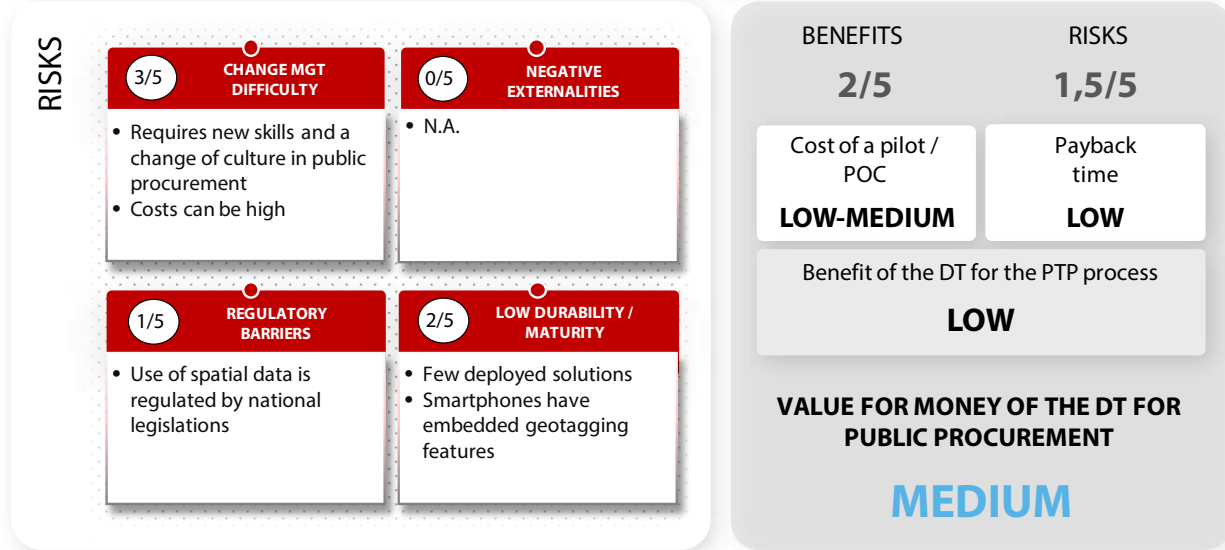 RISKS
3/5
CHANGE MGT
DIFFICULTY
• Requires new skills and a
change of culture in public
procurement
• Costs can be high
0/5
NEGATIVE
EXTERNALITIES
• N.A.
1/5
REGULATORY
BARRIERS
• Use of spatial data is
regulated by national
legislations
2/5
LOW DURABILITY /
MATURITY
• Few deployed solutions
• Smartphones have
embedded geotagging
features
BENEFITS
2/5
RISKS
1,5/5
Cost of a pilot /
POC
LOW-MEDIUM
Payback
time
LOW
Benefit of the DT for the PTP process
LOW
VALUE FOR MONEY OF THE DT FOR
PUBLIC PROCUREMENT
MEDIUM